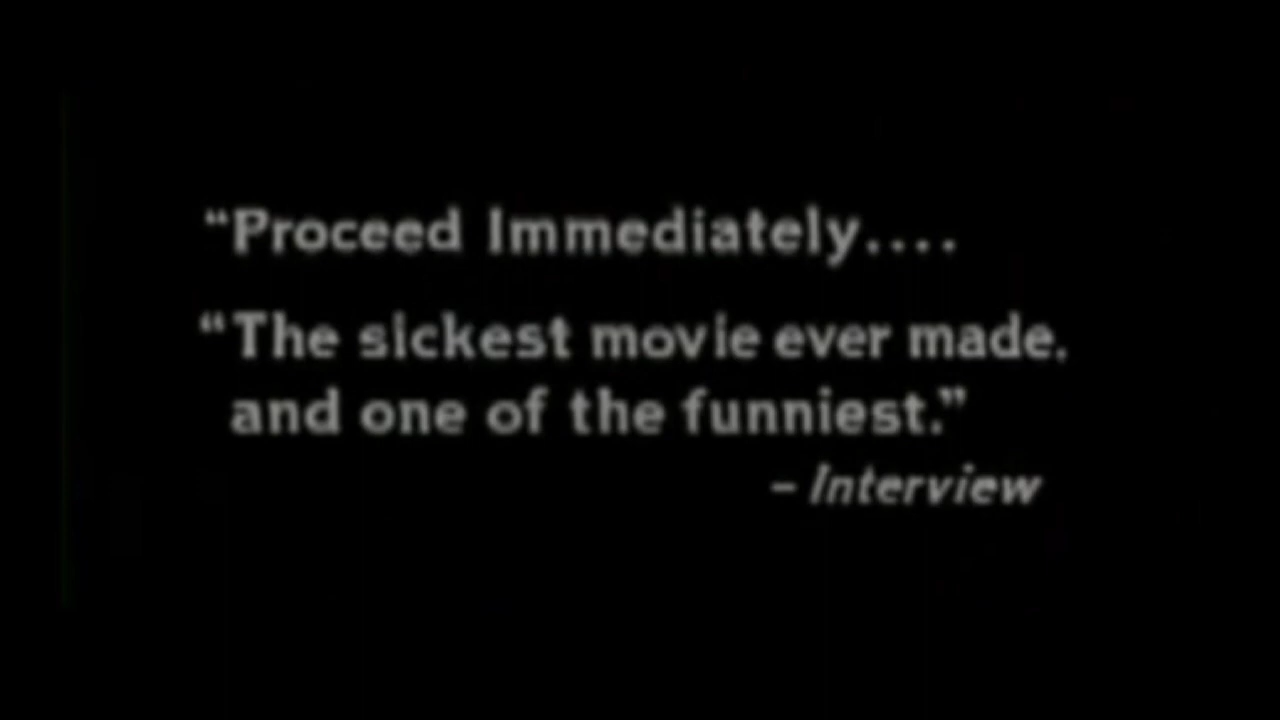 “Proceed Immediately....
“The sickest movie ever made.
and one of the funniest.”
– Interview